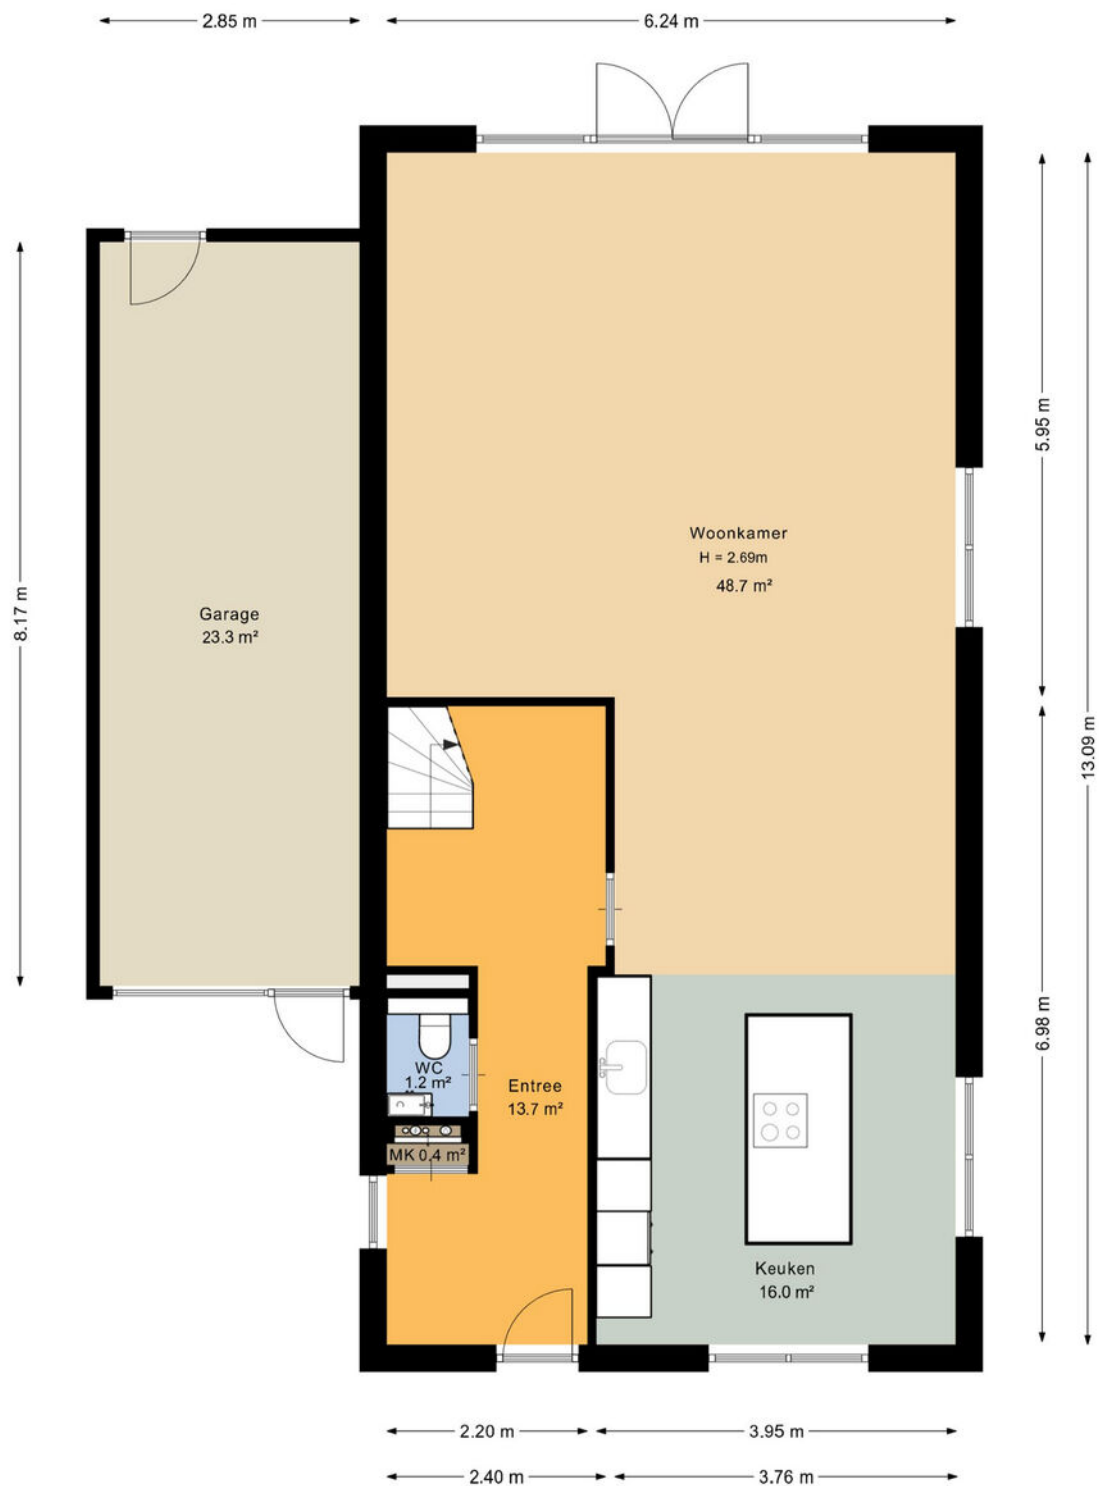 2.85 m
6.24 m
5.95 m
Woonkamer
H = 2.69m
48.7 m²
8.17 m
Garage
23.3 m²
13.09 m
6.98 m
WC
1.2 m²
Entree
13.7 m²
MK 0.4 m²
Keuken
16.0 m²
2.20 m
3.95 m
2.40 m
3.76 m